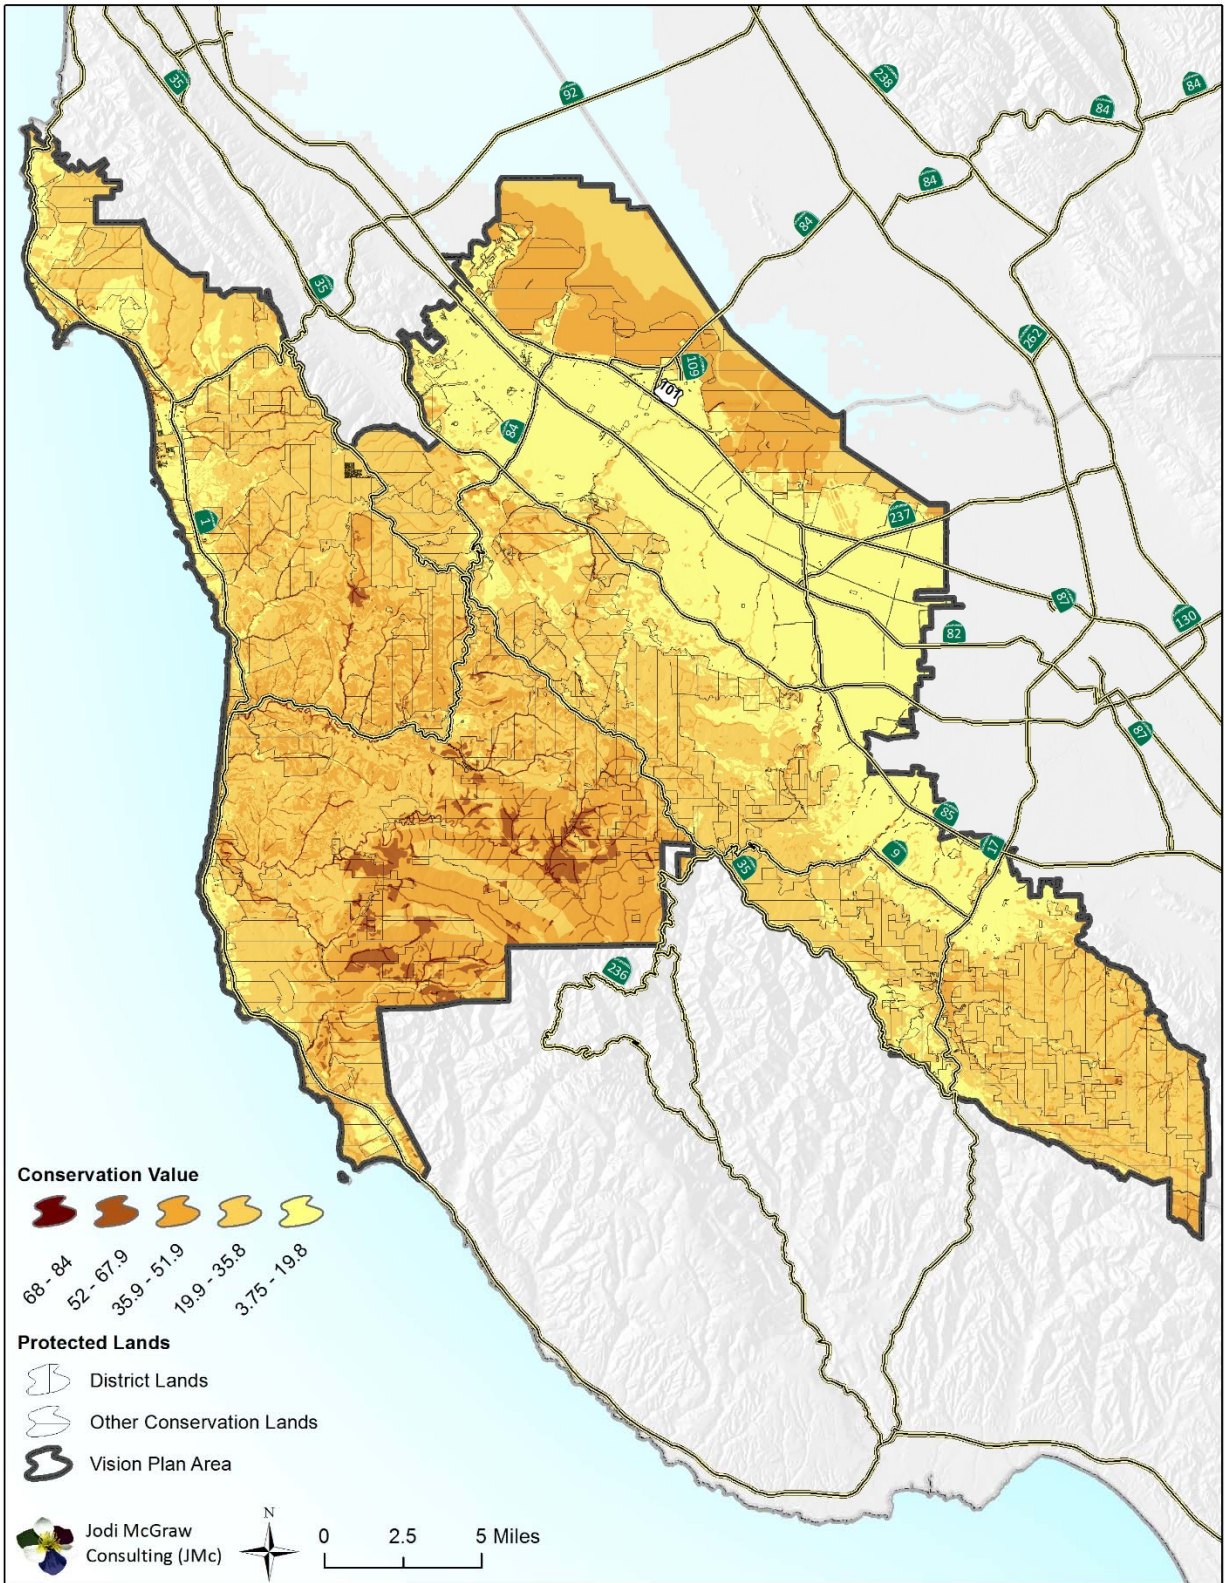 35
92
238
84
84
84
84
35
262
109
101
84
237
1
87
82
130
87
85
17
9
35
236
Conservation Value
68 - 84
52 - 67.9
35.9 - 51.9
19.9 - 35.8
3.75 - 19.8
Protected Lands
District Lands
Other Conservation Lands
Vision Plan Area
Jodi McGraw
Consulting (JMc)
N
0 2.5 5 Miles